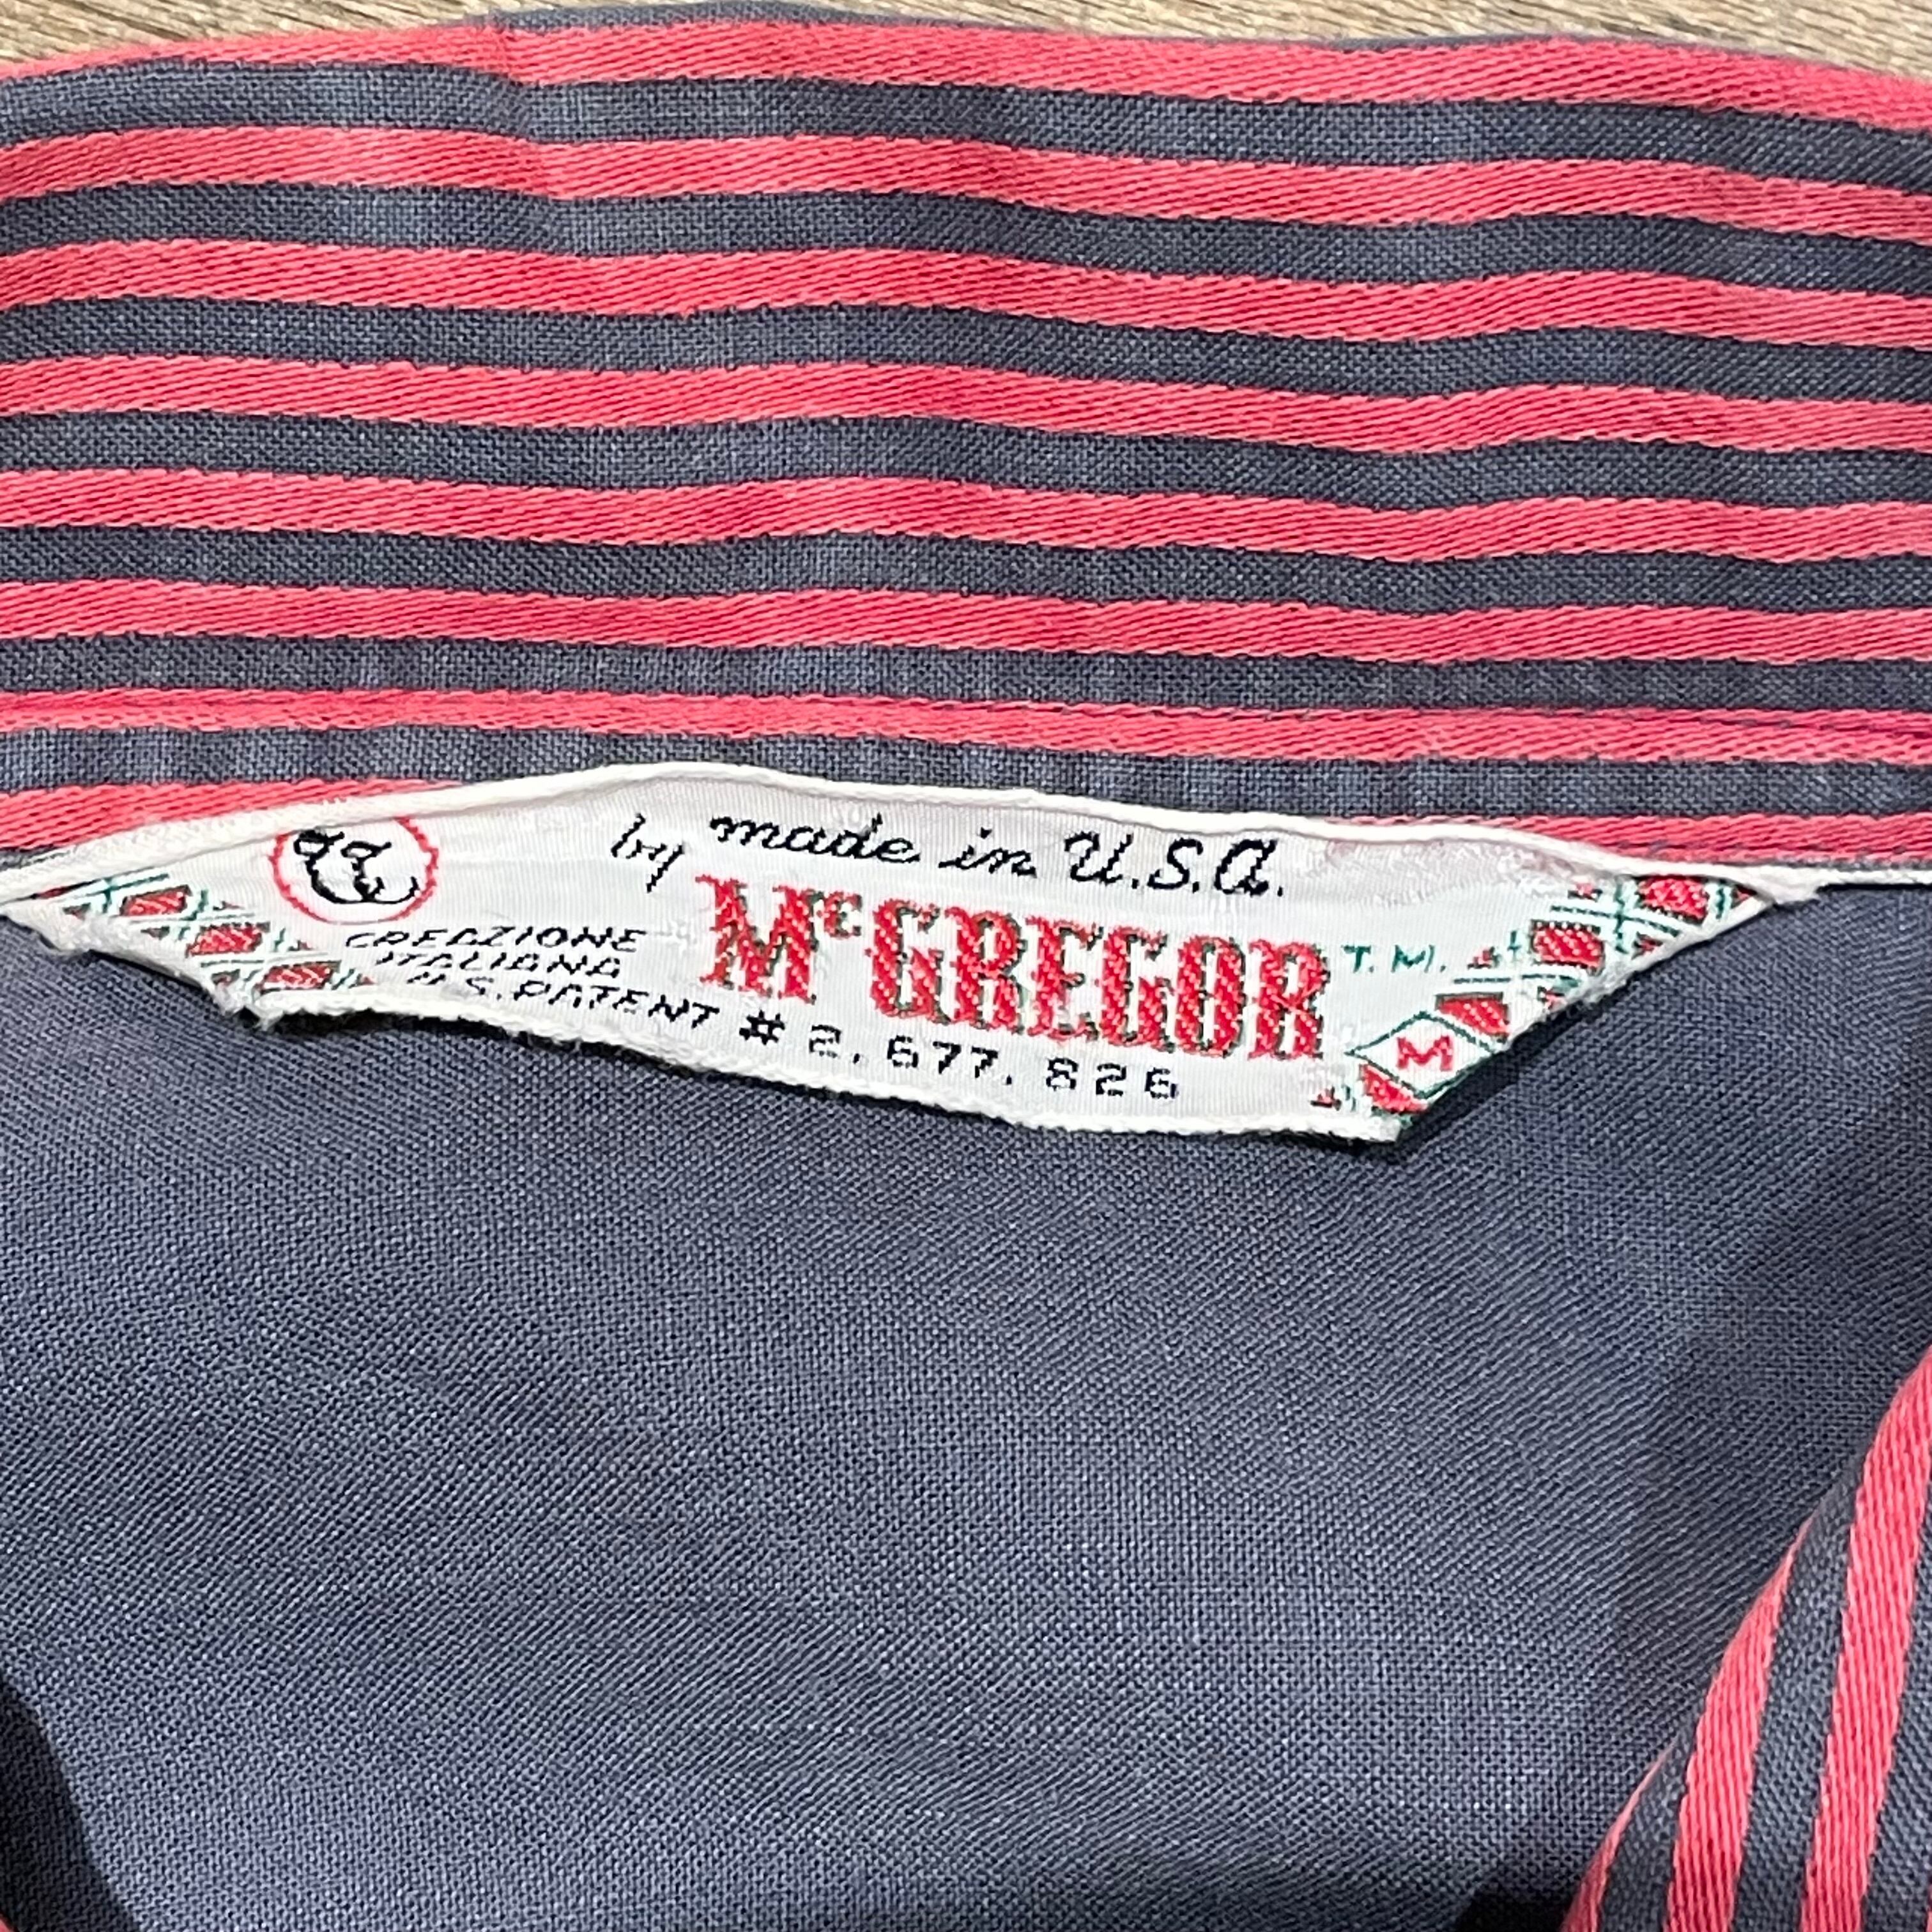 made in U.S.A.
by McGREGOR T.M.
CREAZIONE
ITALIANA
U.S. PATENT # 2,677,826
M